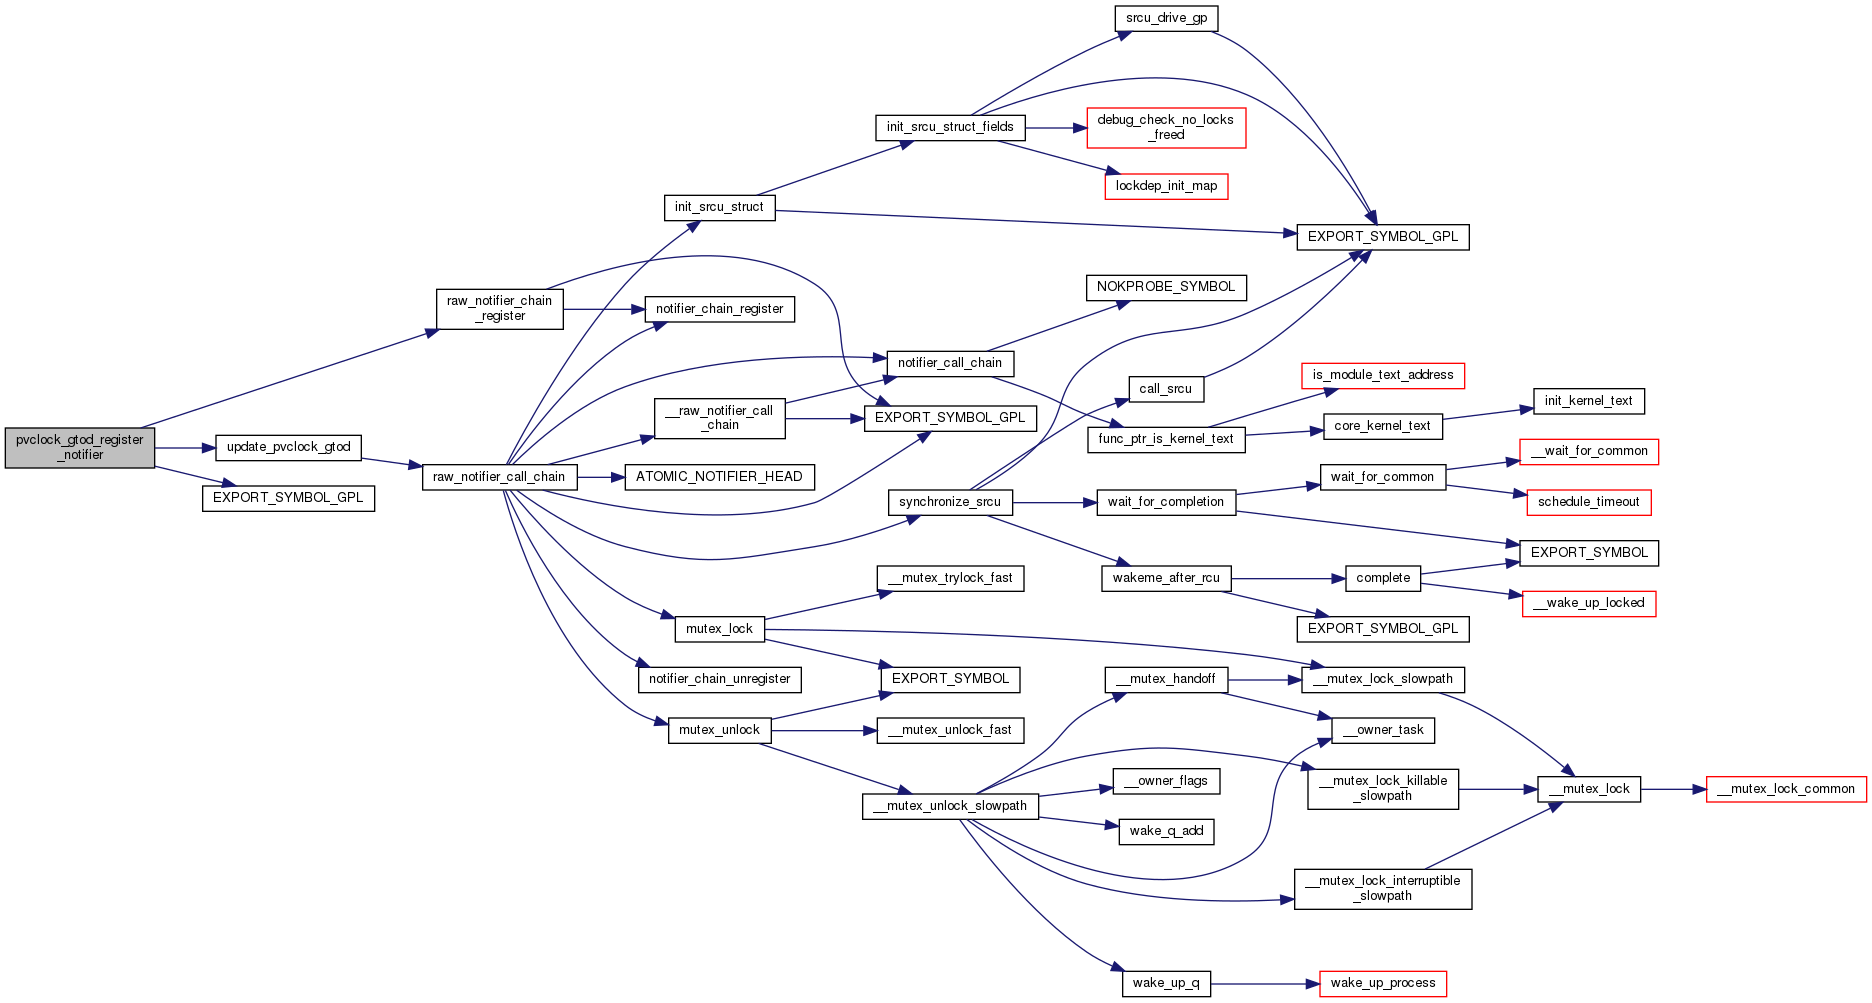 srcu_drive_gp
init_srcu_struct_fields
debug_check_no_locks
_freed
lockdep_init_map
init_srcu_struct
EXPORT_SYMBOL_GPL
raw_notifier_chain
_register
notifier_chain_register
NOKPROBE_SYMBOL
notifier_call_chain
is_module_text_address
call_srcu
init_kernel_text
__raw_notifier_call
_chain
EXPORT_SYMBOL_GPL
func_ptr_is_kernel_text
core_kernel_text
pvclock_gtod_register
_notifier
update_pvclock_gtod
EXPORT_SYMBOL_GPL
raw_notifier_call_chain
ATOMIC_NOTIFIER_HEAD
synchronize_srcu
wait_for_completion
wait_for_common
__wait_for_common
schedule_timeout
EXPORT_SYMBOL
__mutex_trylock_fast
wakeme_after_rcu
complete
__wake_up_locked
mutex_lock
EXPORT_SYMBOL_GPL
notifier_chain_unregister
EXPORT_SYMBOL
__mutex_handoff
__mutex_lock_slowpath
mutex_unlock
__mutex_unlock_fast
__owner_task
__mutex_unlock_slowpath
__owner_flags
__mutex_lock_killable
_slowpath
__mutex_lock
__mutex_lock_common
wake_q_add
__mutex_lock_interruptible
_slowpath
wake_up_q
wake_up_process